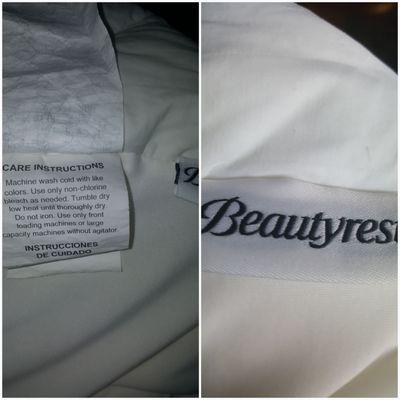 CARE INSTRUCTIONS
Machine wash cold with like
colors. Use only non-chlorine
bleach as needed. Tumble dry
low heat until thoroughly dry.
Do not iron. Use only front
loading machines or large
capacity machines without agitator
INSTRUCCIONES
DE CUIDADO
Beautyrest